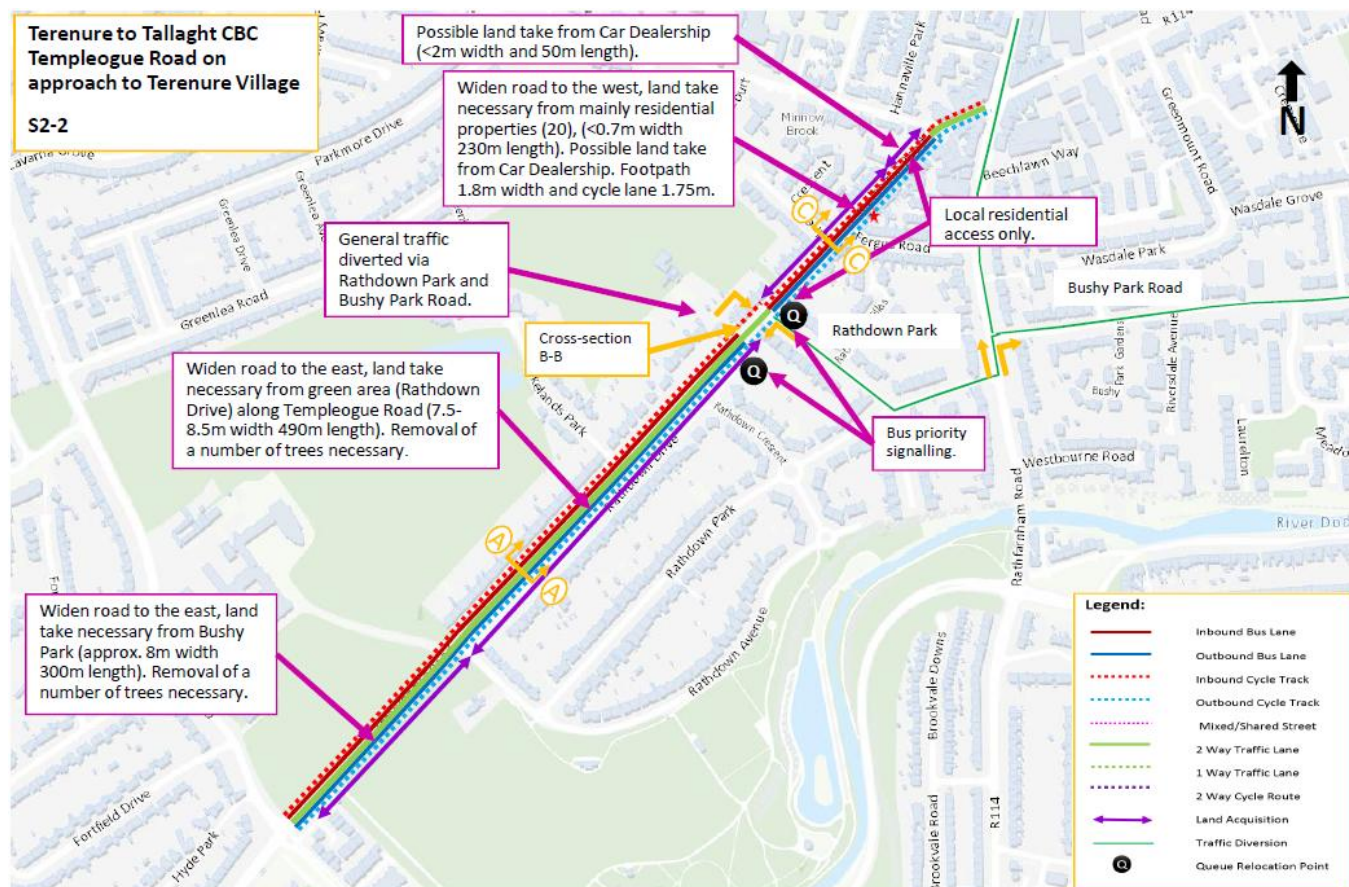 Terenure to Tallaght CBC
Templeogue Road on
approach to Terenure Village
S2-2
Possible land take from Car Dealership
(<2m width and 50m length).
Widen road to the west, land take
necessary from mainly residential
properties (20), (<0.7m width
230m length). Possible land take
from Car Dealership. Footpath
1.8m width and cycle lane 1.75m.
General traffic
diverted via
Rathdown Park and
Bushy Park Road.
Cross-section
B-B
Widen road to the east, land take
necessary from green area (Rathdown
Drive) along Templeogue Road (7.5-
8.5m width 490m length). Removal of
a number of trees necessary.
Widen road to the east, land
take necessary from Bushy
Park (approx. 8m width
300m length). Removal of a
number of trees necessary.
Local residential
access only.
Bus priority
signalling.
Rathdown Park
Bushy Park Road
N
Q
Q
A
A
C
C
Parkmore Drive
Greenlea Drive
Greenlea Road
Hannaville Park
Minnow
Brook
Crescent
Fergus Road
Beechlawn Way
Greenmount Road
Wasdale Grove
Wasdale Park
Park Gardens
Bushy
Riversdale Avenue
Laurelton
Westbourne Road
Rathfarnham Road
Rathdown Crescent
Rathdown Drive
Rathdown Park
Rathdown Avenue
Brookvale Downs
Brookvale Road
R114
R114
Fortfield Drive
Hyde Park
Legend:
Inbound Bus Lane
Outbound Bus Lane
Inbound Cycle Track
Outbound Cycle Track
Mixed/Shared Street
2 Way Traffic Lane
1 Way Traffic Lane
2 Way Cycle Route
Land Acquisition
Traffic Diversion
Q
Queue Relocation Point